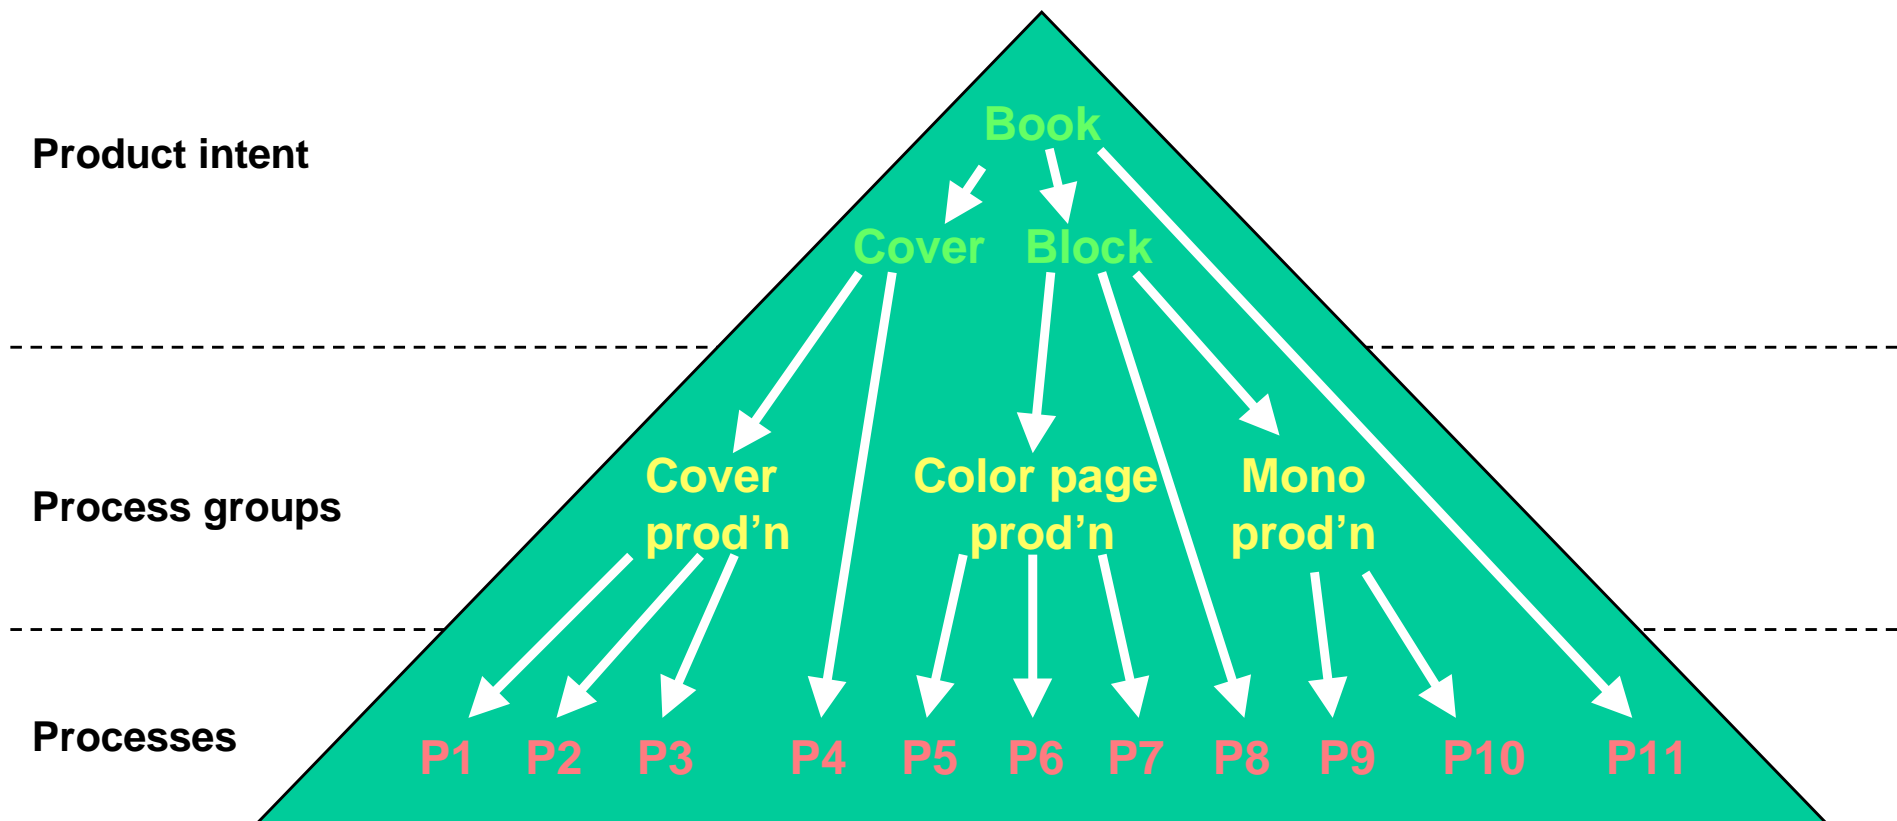 Book
Product intent
Cover Block
Cover Color page Mono
Process groups
prod’n prod’n prod’n
Processes
P1 P2 P3 P4 P5 P6 P7 P8 P9 P10 P11